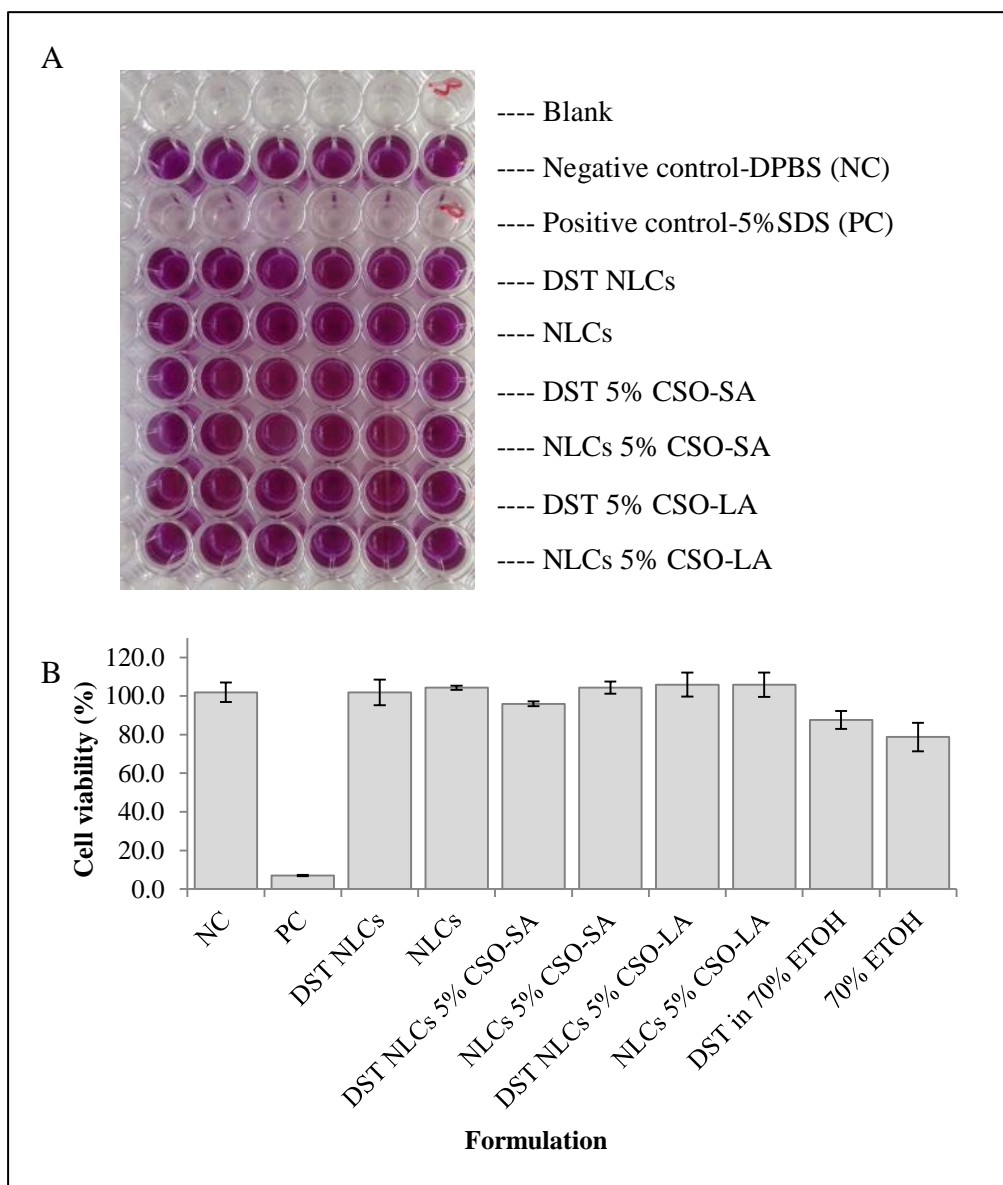 A
---- Blank
---- Negative control-DPBS (NC)
---- Positive control-5%SDS (PC)
---- DST NLCs
---- NLCs
---- DST 5% CSO-SA
---- NLCs 5% CSO-SA
---- DST 5% CSO-LA
---- NLCs 5% CSO-LA
B
Cell viability (%)
120.0
100.0
80.0
60.0
40.0
20.0
0.0
NC
PC
DST NLCs
NLCs
DST NLCs 5% CSO-SA
NLCs 5% CSO-SA
DST NLCs 5% CSO-LA
NLCs 5% CSO-LA
DST in 70% ETOH
70% ETOH
Formulation